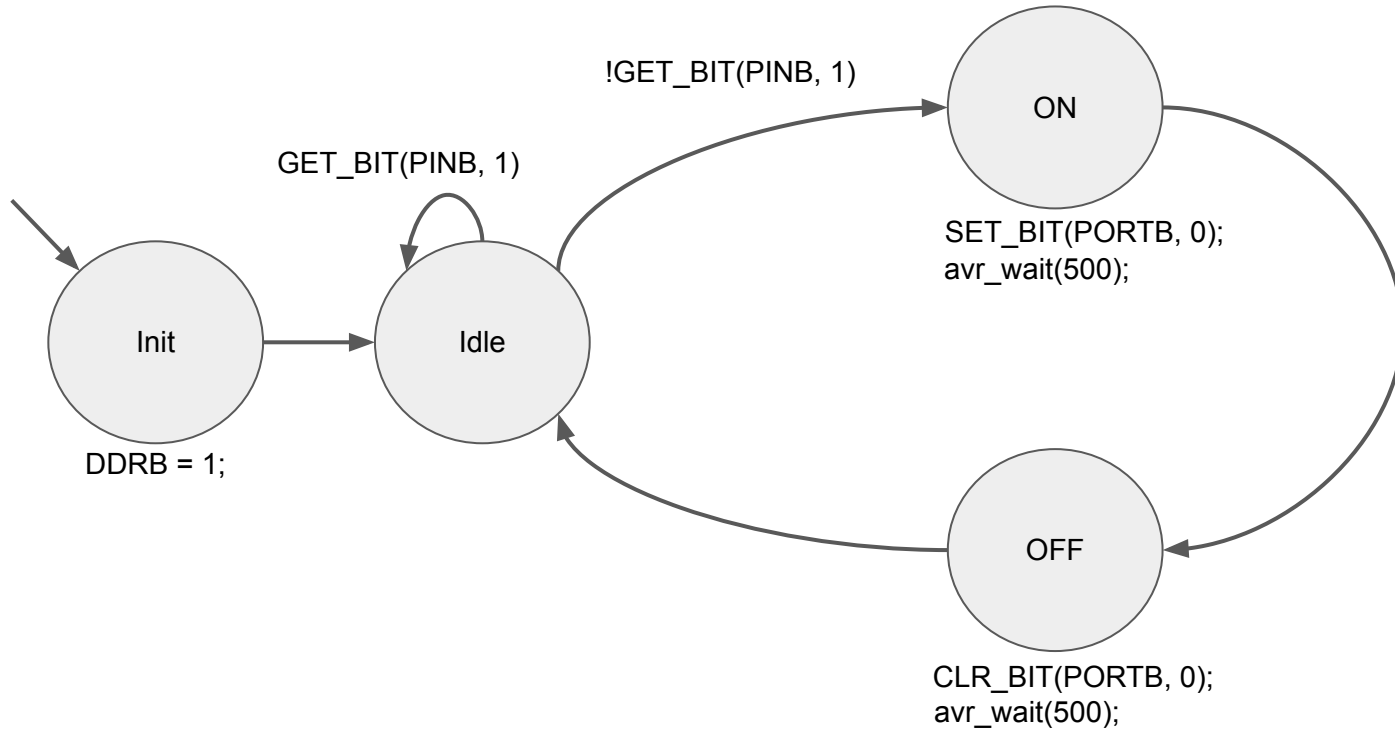 !GET_BIT(PINB, 1)
ON
GET_BIT(PINB, 1)
SET_BIT(PORTB, 0);
avr_wait(500);
Init
Idle
DDRB = 1;
OFF
CLR_BIT(PORTB, 0);
avr_wait(500);